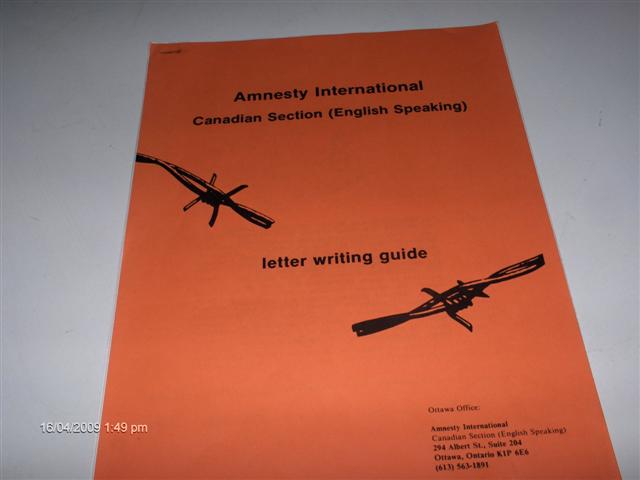 Amnesty International
Canadian Section (English Speaking)
letter writing guide
Ottawa Office:
Amnesty International
Canadian Section (English Speaking)
294 Albert St., Suite 204
Ottawa, Ontario K1P 6E6
(613) 563-1891
16/04/2009 1:49 pm